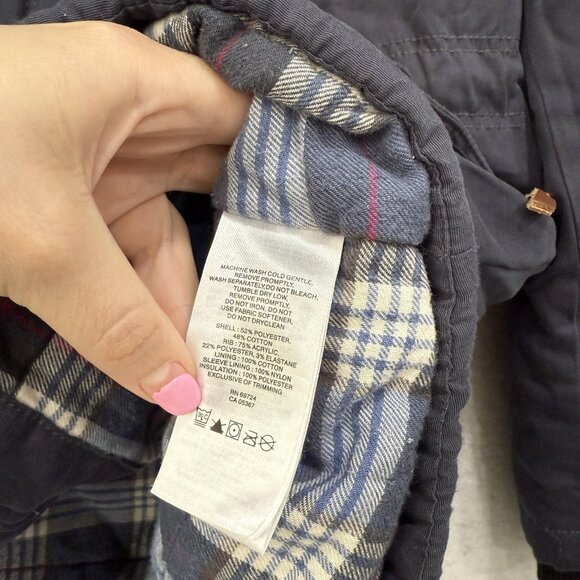 MACHINE WASH COLD GENTLE,
REMOVE PROMPTLY,
WASH SEPARATELY,DO NOT BLEACH,
TUMBLE DRY LOW,
REMOVE PROMPTLY,
DO NOT IRON, DO NOT
USE FABRIC SOFTENER,
DO NOT DRYCLEAN
SHELL : 52% POLYESTER,
48% COTTON
RIB : 75% ACRYLIC,
22% POLYESTER, 3% ELASTANE
LINING : 100% COTTON
SLEEVE LINING : 100% NYLON
INSULATION : 100% POLYESTER
EXCLUSIVE OF TRIMMING
RN 69724
CA 05367